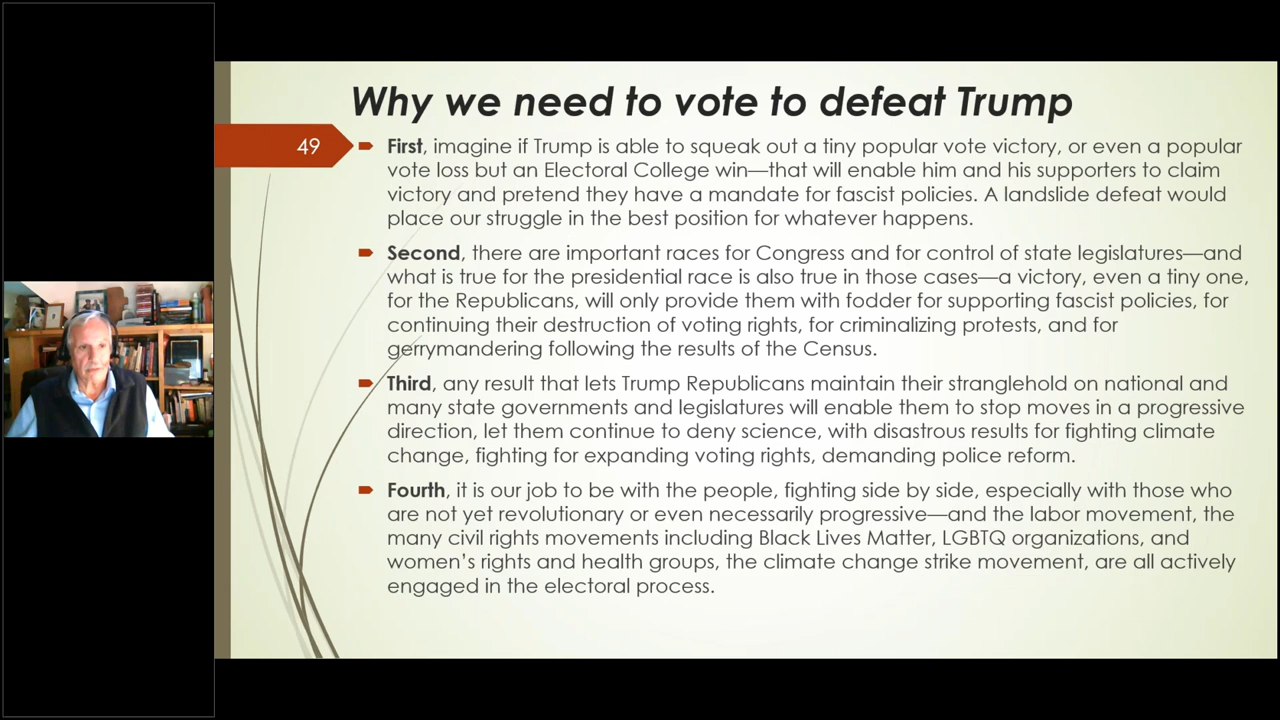 Why we need to vote to defeat Trump
49
First, imagine if Trump is able to squeak out a tiny popular vote victory, or even a popular
vote loss but an Electoral College win—that will enable him and his supporters to claim
victory and pretend they have a mandate for fascist policies. A landslide defeat would
place our struggle in the best position for whatever happens.
Second, there are important races for Congress and for control of state legislatures—and
what is true for the presidential race is also true in those cases—a victory, even a tiny one,
for the Republicans, will only provide them with fodder for supporting fascist policies, for
continuing their destruction of voting rights, for criminalizing protests, and for
gerrymandering following the results of the Census.
Third, any result that lets Trump Republicans maintain their stranglehold on national and
many state governments and legislatures will enable them to stop moves in a progressive
direction, let them continue to deny science, with disastrous results for fighting climate
change, fighting for expanding voting rights, demanding police reform.
Fourth, it is our job to be with the people, fighting side by side, especially with those who
are not yet revolutionary or even necessarily progressive—and the labor movement, the
many civil rights movements including Black Lives Matter, LGBTQ organizations, and
women’s rights and health groups, the climate change strike movement, are all actively
engaged in the electoral process.